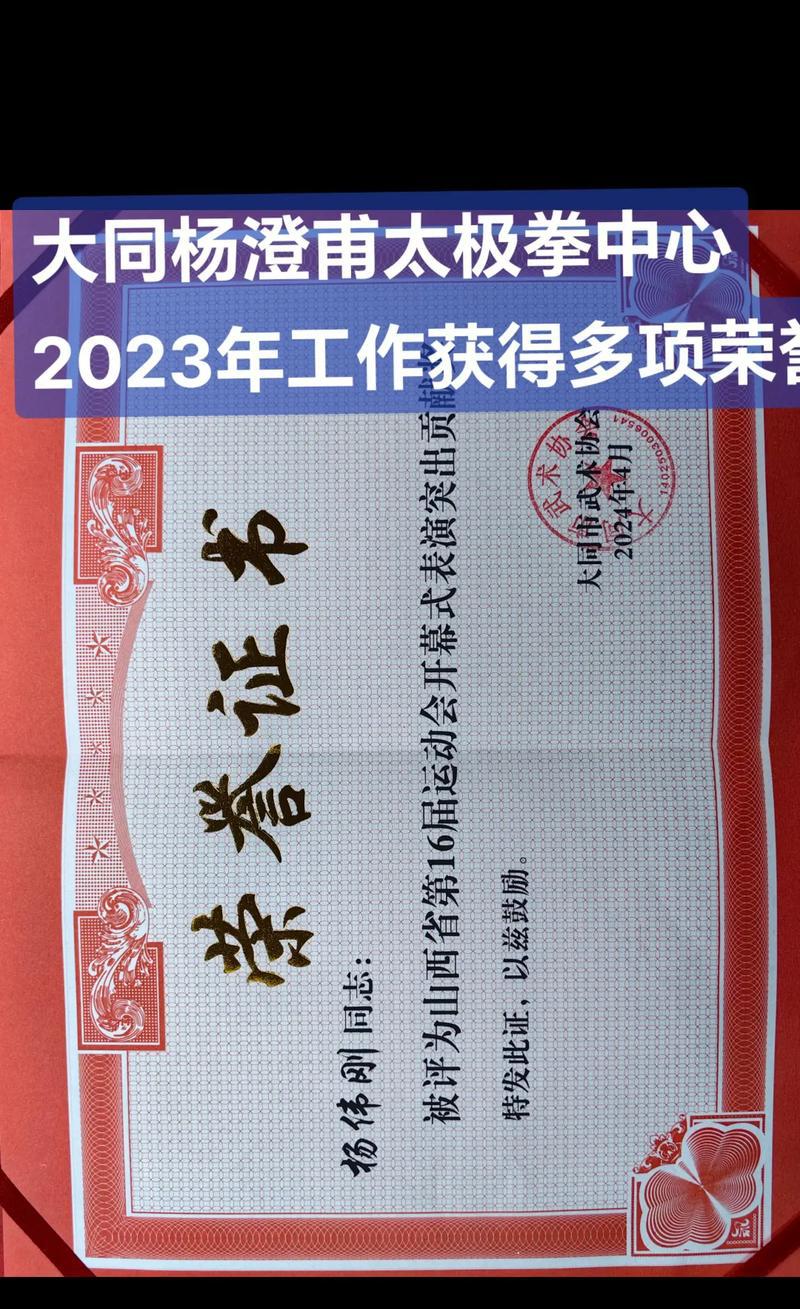 大同杨澄甫太极拳中心
2023年工作获得多项荣誉
荣誉证书
杨伟刚 同志：
被评为山西省第16届运动会开幕式表演突出贡献
特发此证，以兹鼓励。
大同市武术协会
2024年4月
1402503006541